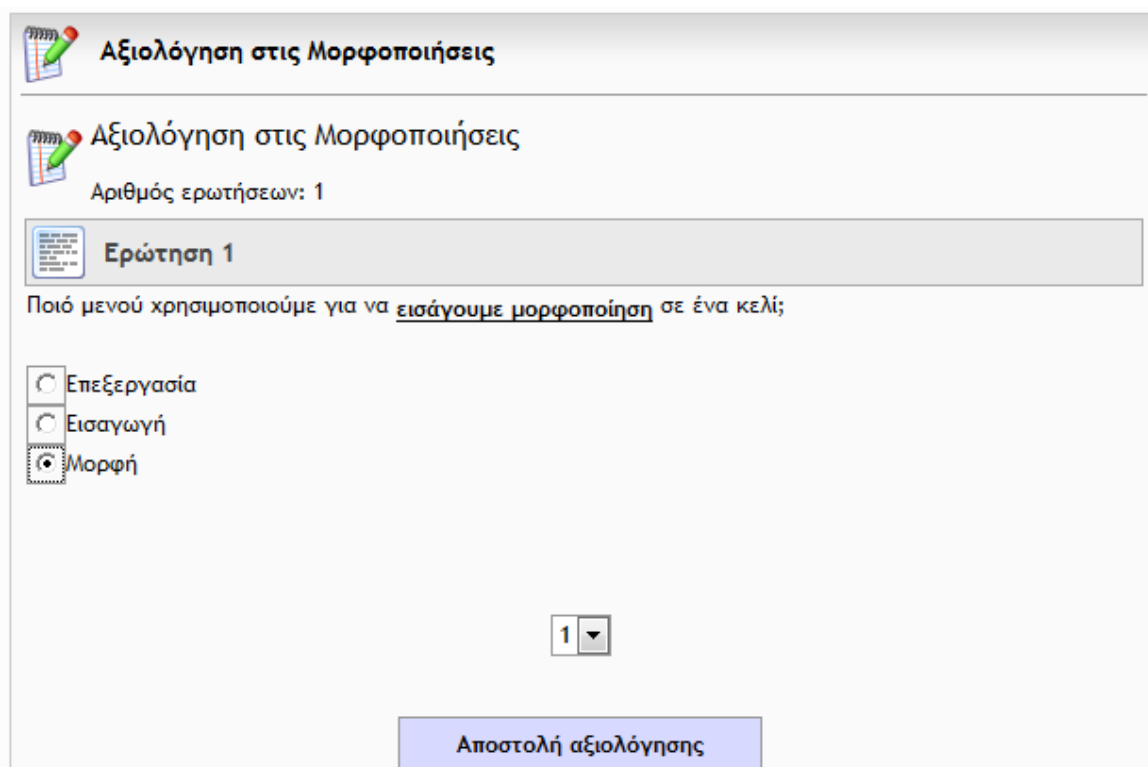 Αξιολόγηση στις Μορφοποιήσεις
Αξιολόγηση στις Μορφοποιήσεις
Αριθμός ερωτήσεων: 1
Ερώτηση 1
Ποιό μενού χρησιμοποιούμε για να εισάγουμε μορφοποίηση σε ένα κελί;
Επεξεργασία
Εισαγωγή
Μορφή
1
Αποστολή αξιολόγησης